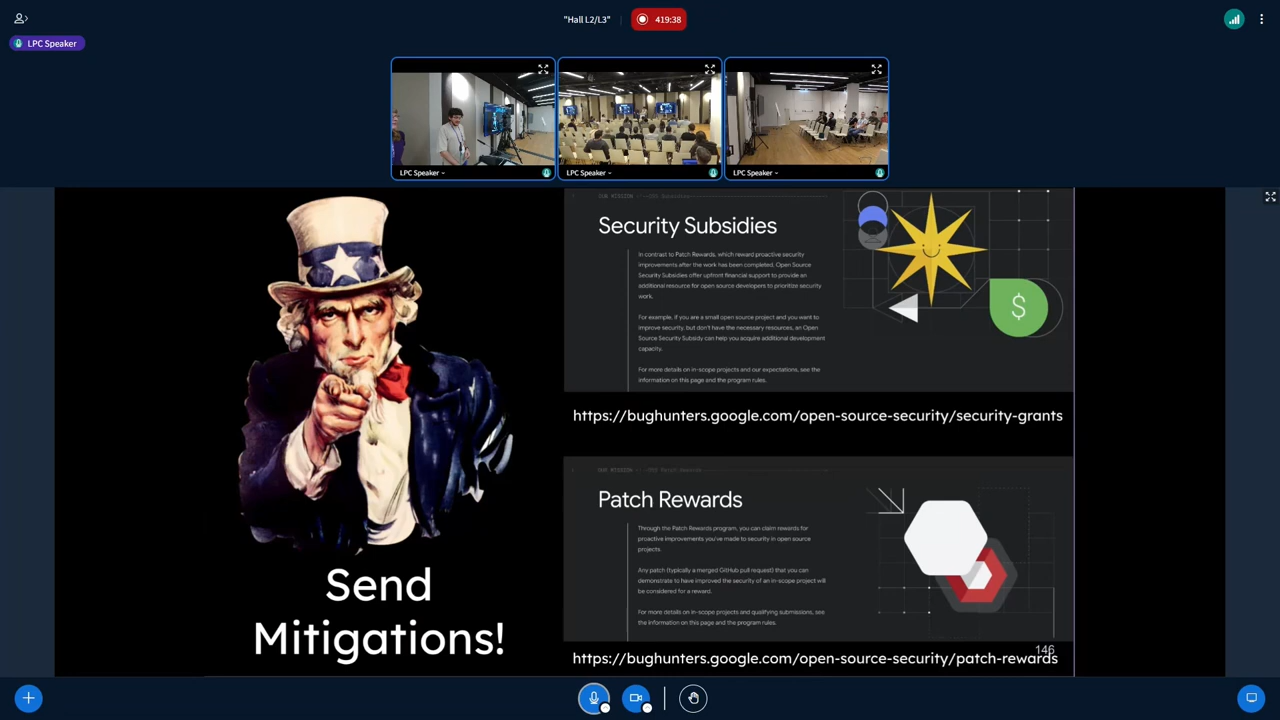 "Hall L2/L3"
419:38
LPC Speaker
LPC Speaker
LPC Speaker
LPC Speaker
Send
Mitigations!
OUR MISSION
Security Subsidies
In contrast to Patch Rewards, which reward proactive security
improvements after the work has been completed, Open Source
Security Subsidies offer upfront financial support to provide an
additional resource for open source developers to prioritize security
work.
For example, if you are a small open source project and you want to
improve security, but don't have the necessary resources, an Open
Source Security Subsidy can help you acquire additional development
capacity.
For more details on in-scope projects and our expectations, see the
information on this page and the program rules.
$
https://bughunters.google.com/open-source-security/security-grants
OUR MISSION
Patch Rewards
Through the Patch Rewards program, you can claim rewards for
proactive improvements you've made to security in open source
projects.
Any patch (typically a merged GitHub pull request) that you can
demonstrate to have improved the security of an in-scope project will
be considered for a reward.
For more details on in-scope projects and qualifying submissions, see
the information on this page and the program rules.
146
https://bughunters.google.com/open-source-security/patch-rewards